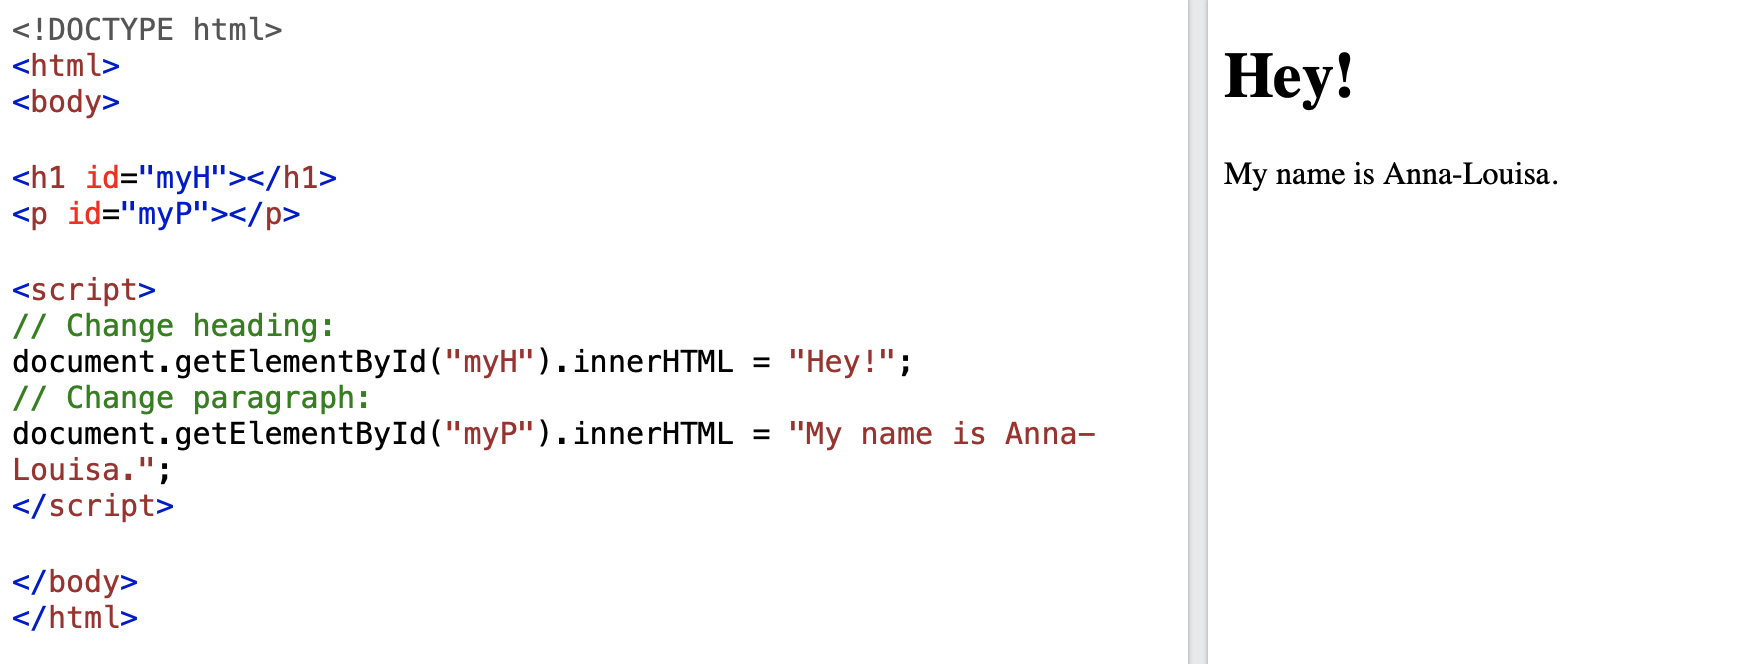 <!DOCTYPE html>
<html>
<body>
<h1 id="myH"></h1>
<p id="myP"></p>
<script>
// Change heading:
document.getElementById("myH").innerHTML = "Hey!";
// Change paragraph:
document.getElementById("myP").innerHTML = "My name is Anna-
Louisa.";
</script>
</body>
</html>
Hey!
My name is Anna-Louisa.